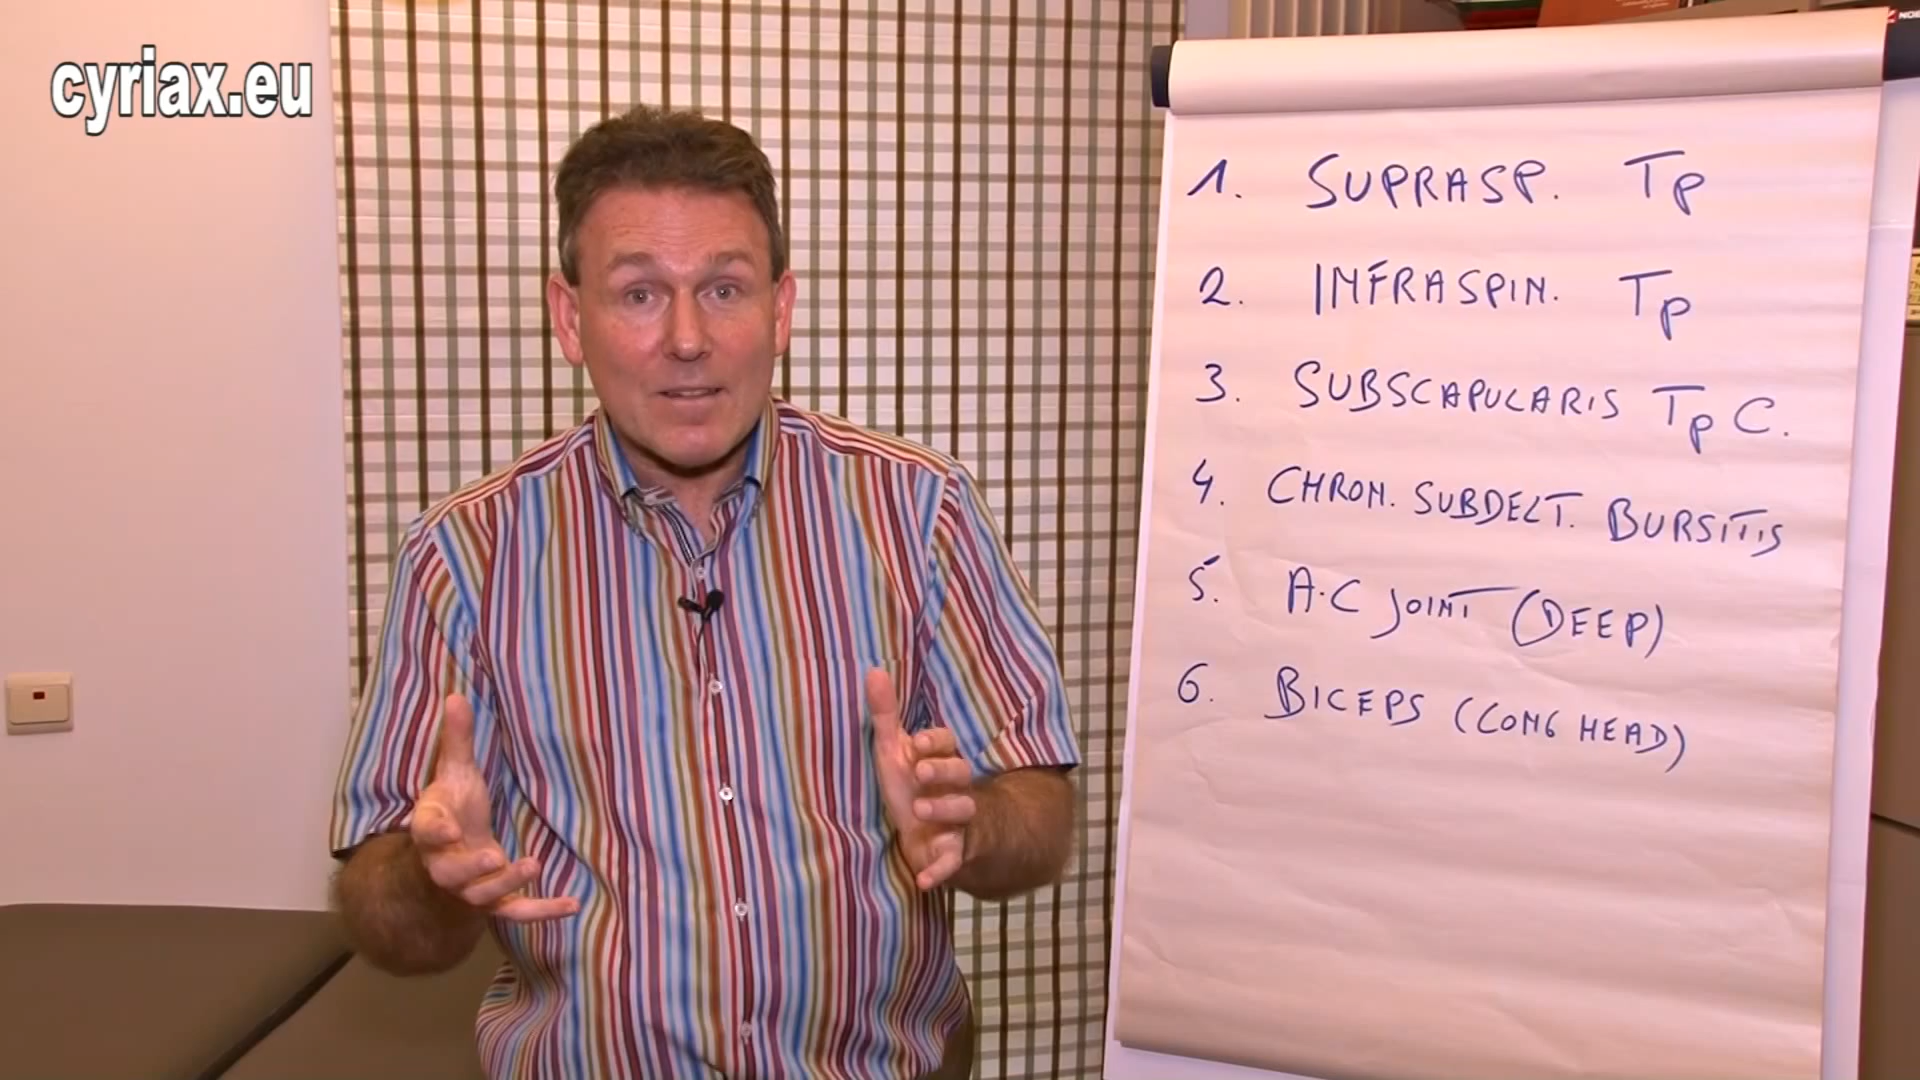 cyriax.eu
1. SUPRASP. Tp
2. INFRASPIN. Tp
3. SUBSCAPULARIS Tp C.
4. CHRON. SUBDELT. BURSITIS
5. A.C JOINT (DEEP)
6. BICEPS (LONG HEAD)